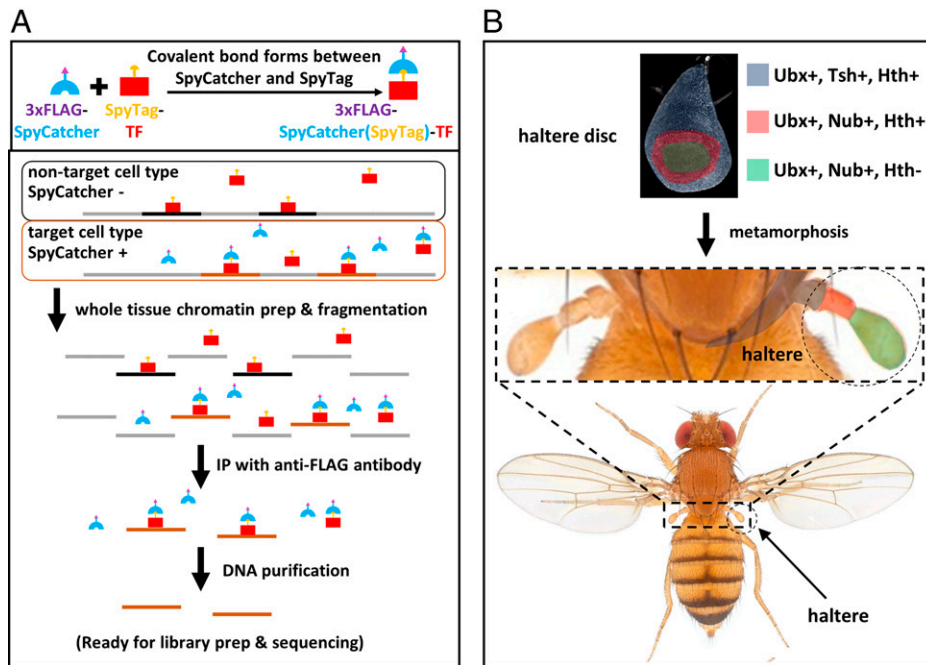 A
Covalent bond forms between
SpyCatcher and SpyTag
3xFLAG-
SpyCatcher
SpyTag-
TF
3xFLAG-
SpyCatcher(SpyTag)-TF
non-target cell type
SpyCatcher -
target cell type
SpyCatcher +
whole tissue chromatin prep & fragmentation
IP with anti-FLAG antibody
DNA purification
(Ready for library prep & sequencing)
B
haltere disc
Ubx+, Tsh+, Hth+
Ubx+, Nub+, Hth+
Ubx+, Nub+, Hth-
metamorphosis
haltere
haltere